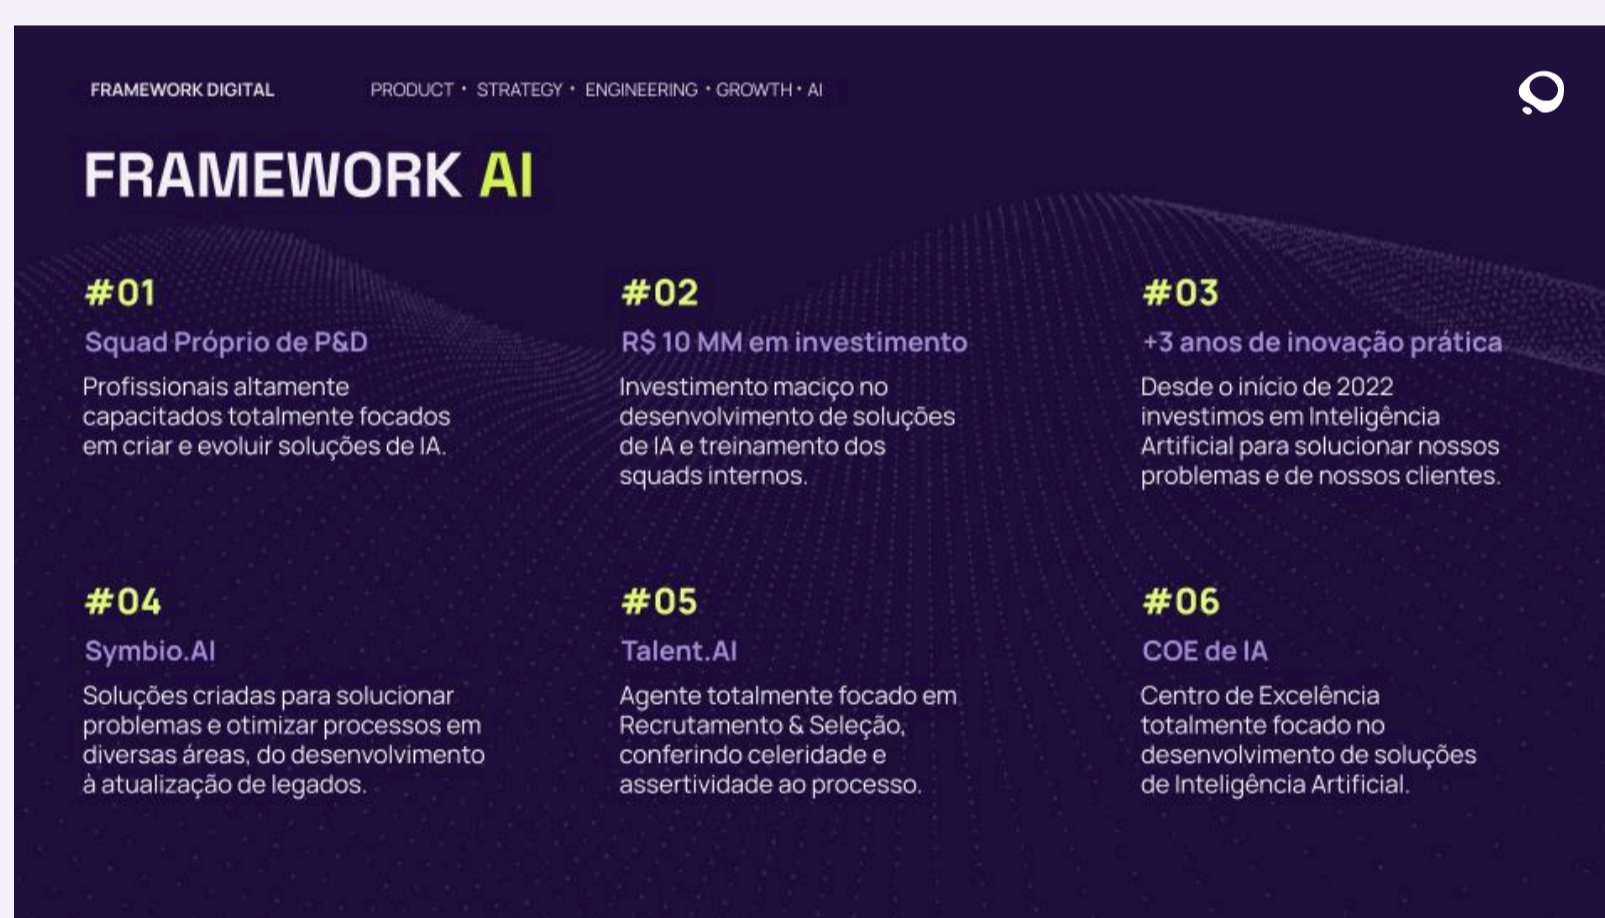 FRAMEWORK DIGITAL
PRODUCT • STRATEGY • ENGINEERING • GROWTH • AI
FRAMEWORK AI
#01
Squad Próprio de P&D
Profissionais altamente
capacitados totalmente focados
em criar e evoluir soluções de IA.
#02
R$ 10 MM em investimento
Investimento maciço no
desenvolvimento de soluções
de IA e treinamento dos
squads internos.
#03
+3 anos de inovação prática
Desde o início de 2022
investimos em Inteligência
Artificial para solucionar nossos
problemas e de nossos clientes.
#04
Symbio.AI
Soluções criadas para solucionar
problemas e otimizar processos em
diversas áreas, do desenvolvimento
à atualização de legados.
#05
Talent.AI
Agente totalmente focado em
Recrutamento & Seleção,
conferindo celeridade e
assertividade ao processo.
#06
COE de IA
Centro de Excelência
totalmente focado no
desenvolvimento de soluções
de Inteligência Artificial.